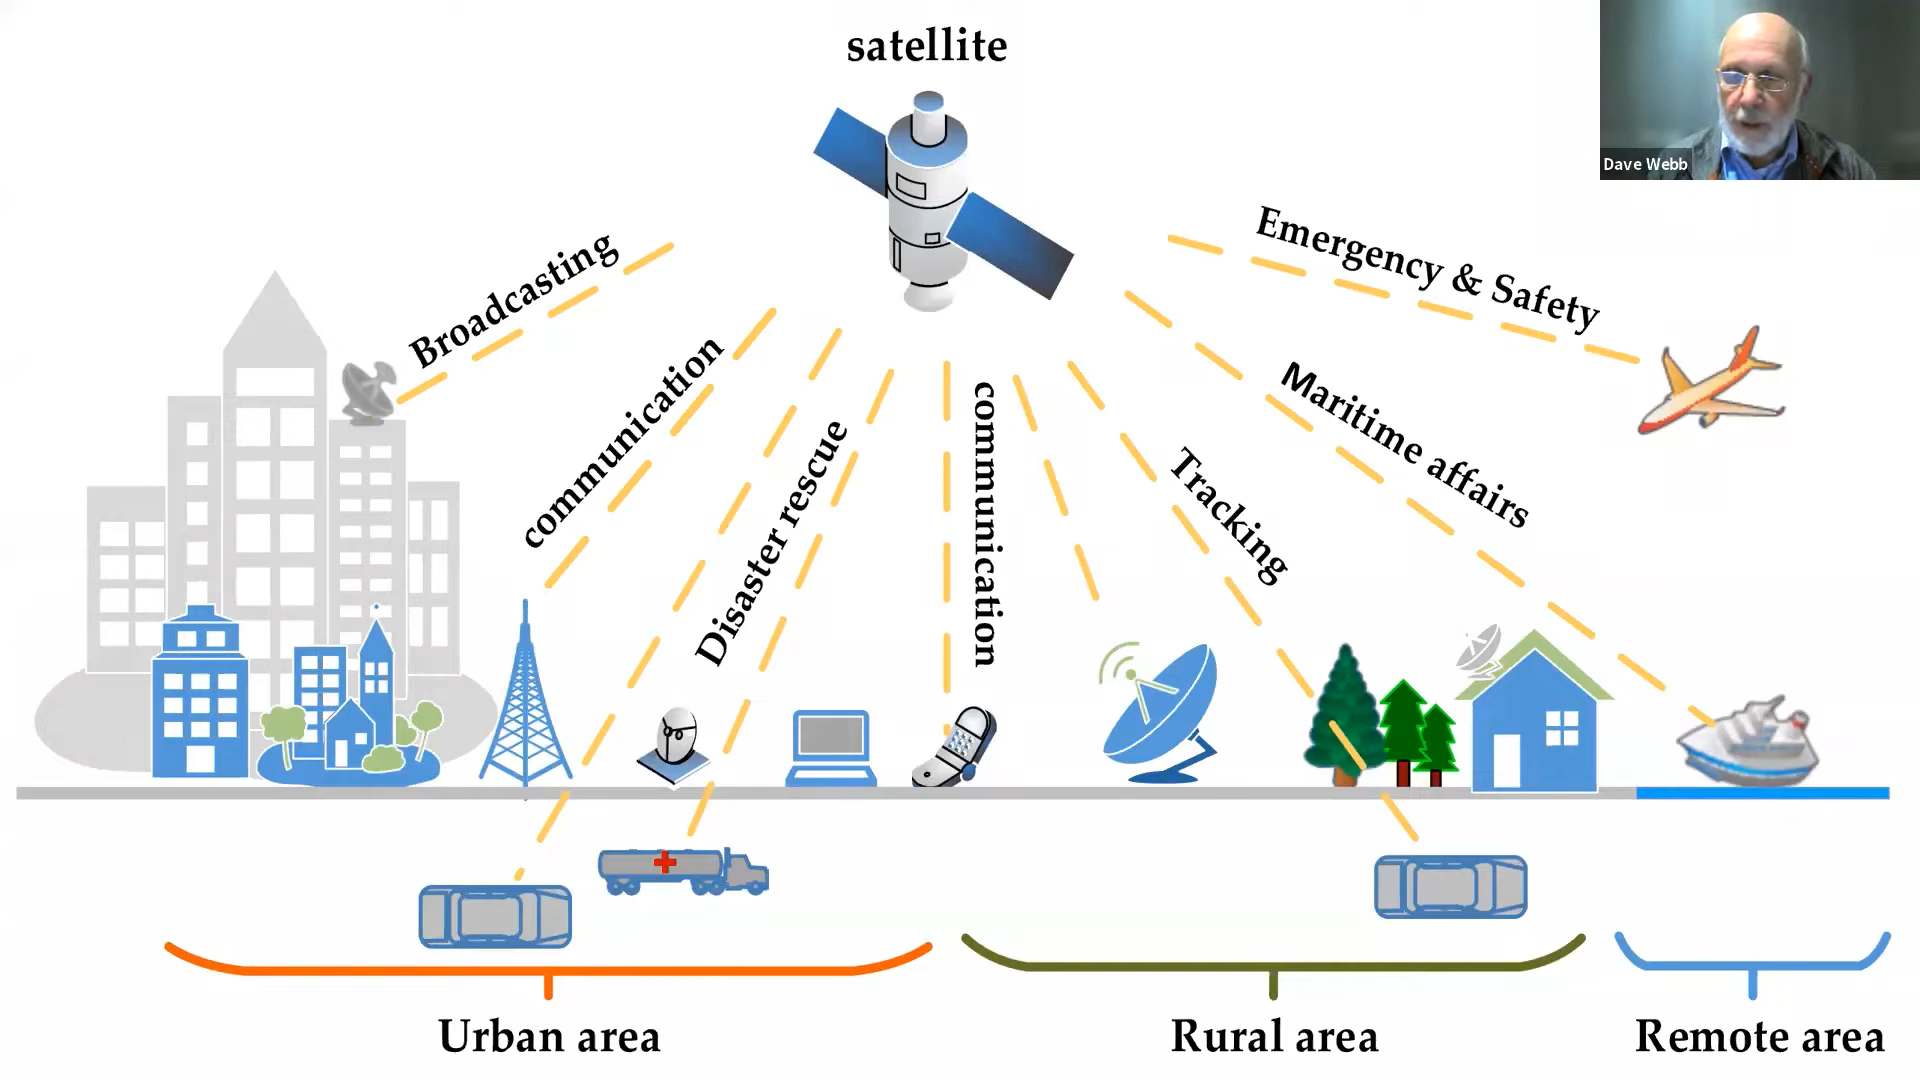 satellite
Dave Webb
Broadcasting
communication
Disaster rescue
communication
Tracking
Maritime affairs
Emergency & Safety
Urban area
Rural area
Remote area